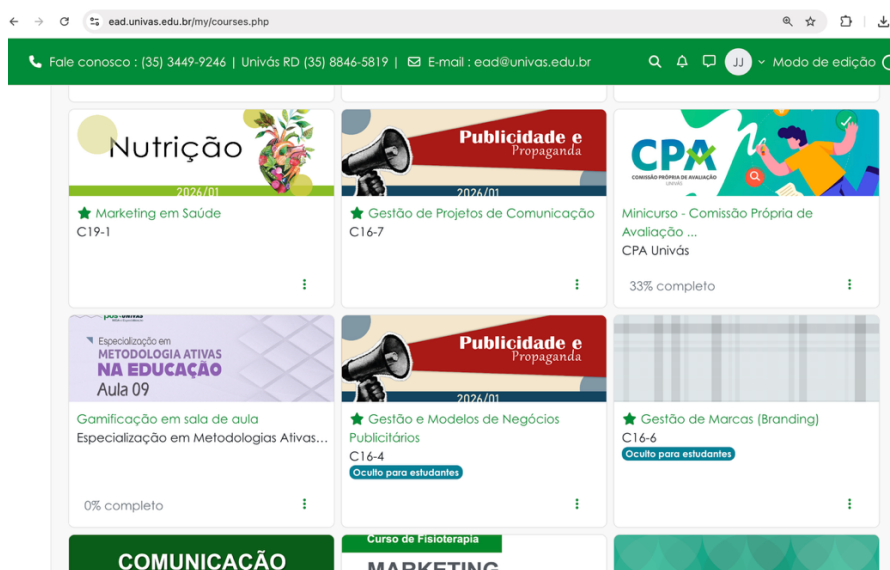 ead.univas.edu.br/my/courses.php
Fale conosco : (35) 3449-9246 | Univás RD (35) 8846-5819 | E-mail : ead@univas.edu.br
JJ
Modo de edição
Nutrição
2026/01
Marketing em Saúde
C19-1
Publicidade e
Propaganda
2026/01
Gestão de Projetos de Comunicação
C16-7
CPA
COMISSÃO PRÓPRIA DE AVALIAÇÃO
UNIVÁS
Minicurso - Comissão Própria de
Avaliação ...
CPA Univás
33% completo
Especialização em
METODOLOGIA ATIVAS
NA EDUCAÇÃO
Aula 09
Gamificação em sala de aula
Especialização em Metodologias Ativas...
0% completo
Publicidade e
Propaganda
2026/01
Gestão e Modelos de Negócios
Publicitários
C16-4
Oculto para estudantes
Gestão de Marcas (Branding)
C16-6
Oculto para estudantes
COMUNICAÇÃO
Curso de Fisioterapia
MARKETING